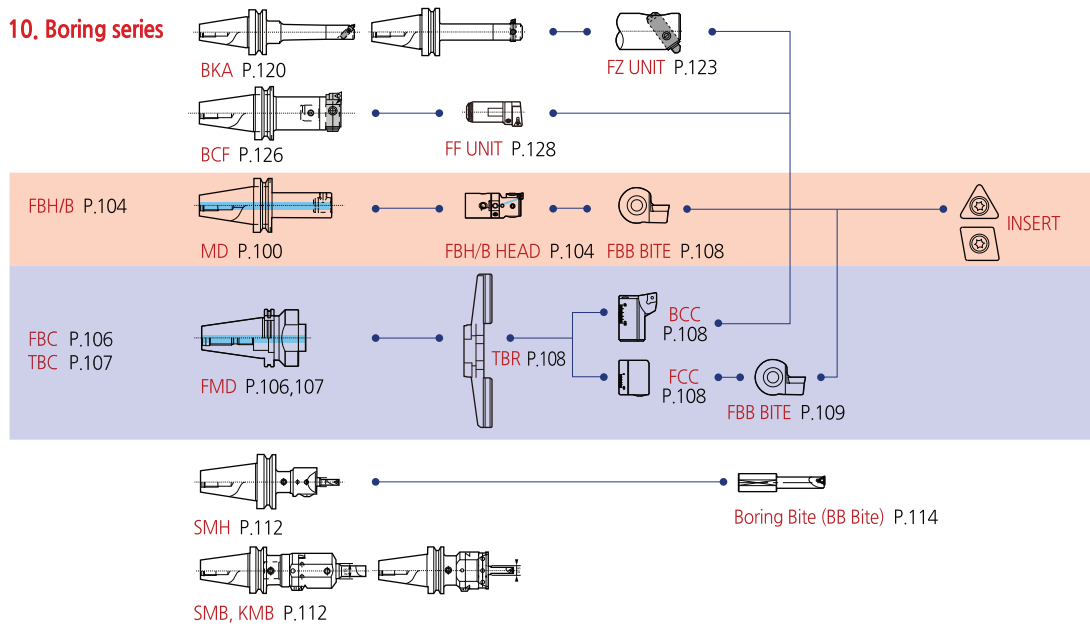 10. Boring series
BKA P.120
FZ UNIT P.123
BCF P.126
FF UNIT P.128
FBH/B P.104
MD P.100
FBH/B HEAD P.104
FBB BITE P.108
INSERT
FBC P.106
TBC P.107
FMD P.106,107
TBR P.108
BCC
P.108
FCC
P.108
FBB BITE P.109
SMH P.112
Boring Bite (BB Bite) P.114
SMB, KMB P.112